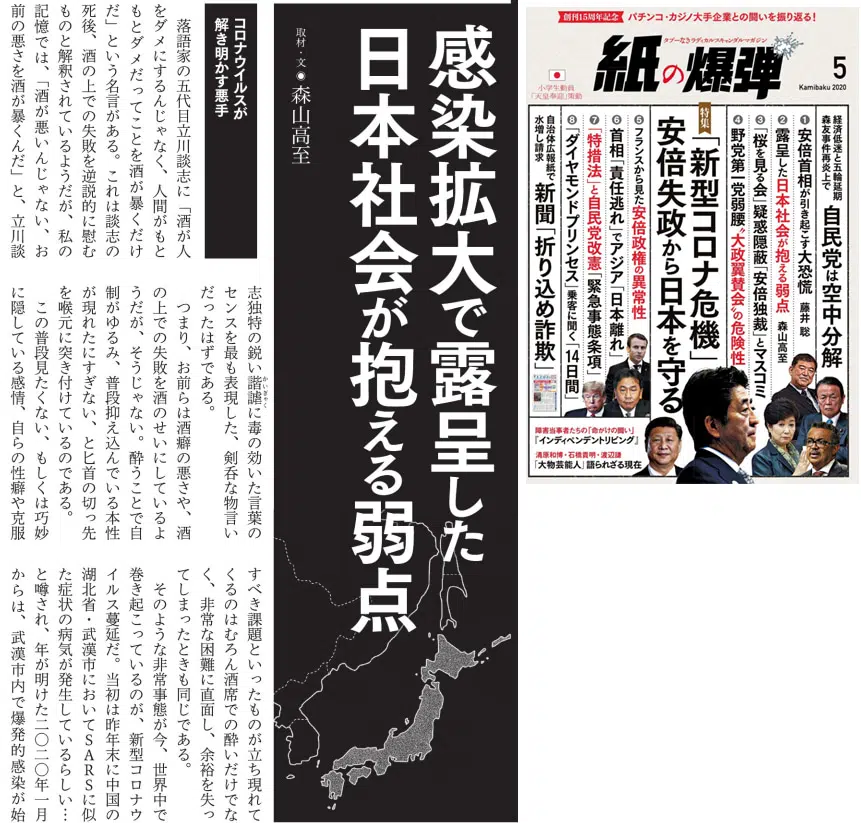 創刊15周年記念 パチンコ・カジノ大手企業との闘いを振り返る!
タブーなきラディカルスキャンダルマガジン
紙の爆弾
5
Kamibaku 2020
小学生動員
「天皇奉迎」策動
経済低迷と五輪延期
森友事件再炎上で
自民党は空中分解
①安倍首相が引き起こす大恐慌 藤井 聡
②露呈した日本社会が抱える弱点 森山高至
③「桜を見る会」疑惑隠蔽「安倍独裁」とマスコミ
④野党第一党弱腰“大政翼賛会”の危険性
特集
「新型コロナ危機」
安倍失政から日本を守る
⑤フランスから見た安倍政権の異常性
⑥首相「責任逃れ」でアジア「日本離れ」
⑦「特措法」と自民党改憲「緊急事態条項」
⑧「ダイヤモンドプリンセス」乗客に聞く「14日間」
自治体広報紙で
水増し請求
新聞「折り込め詐欺」
障害当事者たちの「命がけの闘い」
『インディペンデントリビング』
清原和博・石橋貴明・渡辺謙
「大物芸能人」語られざる現在
感染拡大で露呈した
日本社会が抱える弱点
取材・文●森山高至
コロナウイルスが
解き明かす悪手
落語家の五代目立川談志に「酒が人
をダメにするんじゃなく、人間がもと
もとダメだってことを酒が暴くだけ
だ」という名言がある。これは談志の
死後、酒の上での失敗を逆説的に慰む
ものと解釈されているようだが、私の
記憶では、「酒が悪いんじゃない、お
前の悪さを酒が暴くんだ」と、立川談
志独特の鋭い諧謔に毒の効いた言葉の
センスを最も表現した、剣呑な物言い
だったはずである。
つまり、お前らは酒癖の悪さや、酒
の上での失敗を酒のせいにしているよ
うだが、そうじゃない。酔うことで自
制がゆるみ、普段抑え込んでいる本性
が現れたにすぎない、と匕首の切っ先
を喉元に突き付けているのである。
この普段見たくない、もしくは巧妙
に隠している感情、自らの性癖や克服
すべき課題といったものが立ち現れて
くるのはむろん酒席での酔いだけでな
く、非常な困難に直面し、余裕を失っ
てしまったときも同じである。
そのような非常事態が今、世界中で
巻き起こっているのが、新型コロナウ
イルス蔓延だ。当初は昨年末に中国の
湖北省・武漢市においてSARSに似
た症状の病気が発生しているらしい…
と噂され、年が明けた二〇二〇年一月
からは、武漢市内で爆発的感染が始